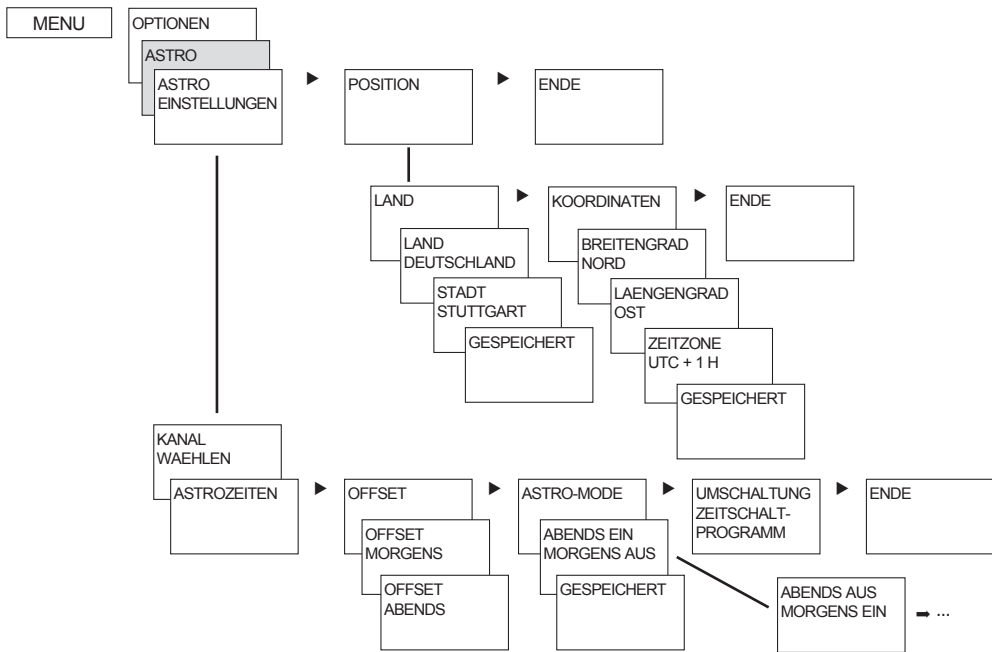 MENU
OPTIONEN
ASTRO
ASTRO
EINSTELLUNGEN
POSITION
ENDE
LAND
LAND
DEUTSCHLAND
STADT
STUTTGART
GESPEICHERT
KOORDINATEN
BREITENGRAD
NORD
LAENGENGRAD
OST
ZEITZONE
UTC + 1 H
GESPEICHERT
ENDE
KANAL
WAEHLEN
ASTROZEITEN
OFFSET
OFFSET
MORGENS
OFFSET
ABENDS
ASTRO-MODE
ABENDS EIN
MORGENS AUS
GESPEICHERT
UMSCHALTUNG
ZEITSCHALT-
PROGRAMM
ENDE
ABENDS AUS
MORGENS EIN
➡ ...